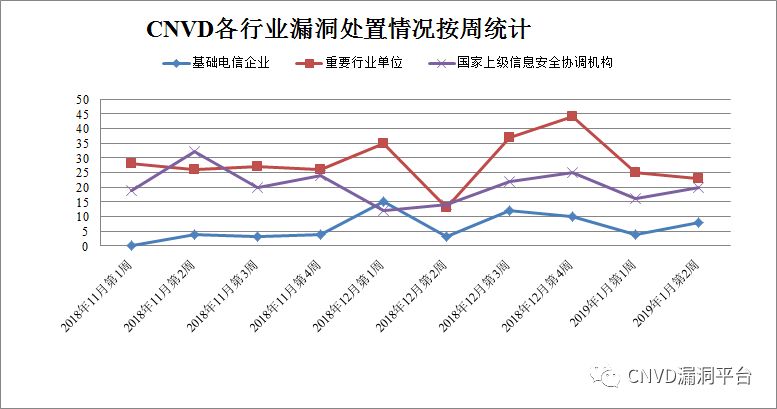 CNVD各行业漏洞处置情况按周统计
基础电信企业 重要行业单位 国家上级信息安全协调机构
50
45
40
35
30
25
20
15
10
5
0
2018年11月第1周
2018年11月第2周
2018年11月第3周
2018年11月第4周
2018年12月第1周
2018年12月第2周
2018年12月第3周
2018年12月第4周
2019年1月第1周
2019年1月第2周
CNVD漏洞平台